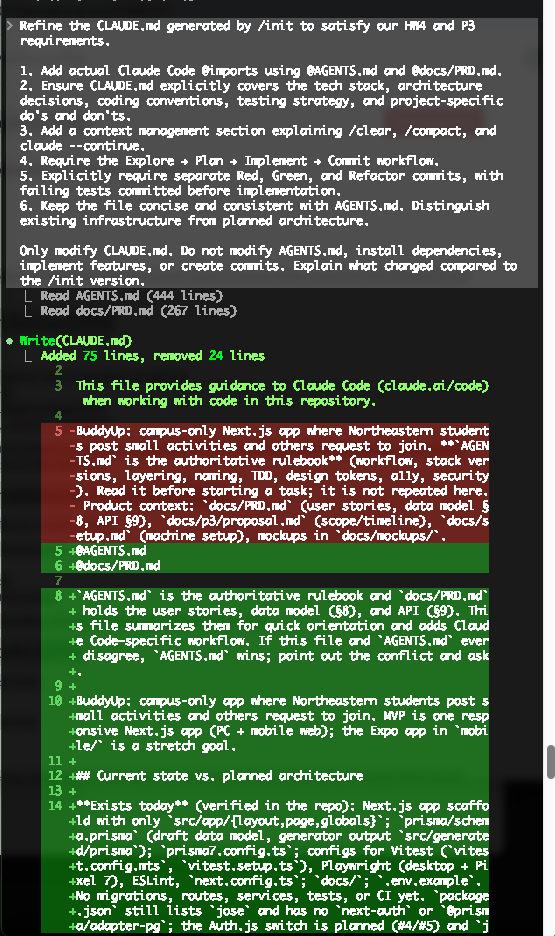 > Refine the CLAUDE.md generated by /init to satisfy our HW4 and P3
requirements.
1. Add actual Claude Code @imports using @AGENTS.md and @docs/PRD.md.
2. Ensure CLAUDE.md explicitly covers the tech stack, architecture
decisions, coding conventions, testing strategy, and project-specific
do's and don'ts.
3. Add a context management section explaining /clear, /compact, and
claude --continue.
4. Require the Explore → Plan → Implement → Commit workflow.
5. Explicitly require separate Red, Green, and Refactor commits, with
failing tests committed before implementation.
6. Keep the file concise and consistent with AGENTS.md. Distinguish
existing infrastructure from planned architecture.
Only modify CLAUDE.md. Do not modify AGENTS.md, install dependencies,
implement features, or create commits. Explain what changed compared to
the /init version.
⎿ Read AGENTS.md (444 lines)
⎿ Read docs/PRD.md (267 lines)
● Write(CLAUDE.md)
⎿ Added 75 lines, removed 24 lines
2
3 This file provides guidance to Claude Code (claude.ai/code)
when working with code in this repository.
4
5 -BuddyUp: campus-only Next.js app where Northeastern student
-s post small activities and others request to join. **`AGEN
-TS.md` is the authoritative rulebook** (workflow, stack ver
-sions, layering, naming, TDD, design tokens, a11y, security
-). Read it before starting a task; it is not repeated here.
- Product context: `docs/PRD.md` (user stories, data model §
-8, API §9), `docs/p3/proposal.md` (scope/timeline), `docs/s
-etup.md` (machine setup), mockups in `docs/mockups/`.
5 +@AGENTS.md
6 +@docs/PRD.md
7
8 +`AGENTS.md` is the authoritative rulebook and `docs/PRD.md`
+ holds the user stories, data model (§8), and API (§9). Thi
+s file summarizes them for quick orientation and adds Claud
+e Code-specific workflow. If this file and `AGENTS.md` ever
+ disagree, `AGENTS.md` wins; point out the conflict and ask
+.
9 +
10 +BuddyUp: campus-only app where Northeastern students post s
+mall activities and others request to join. MVP is one resp
+onsive Next.js app (PC + mobile web); the Expo app in `mobi
+le/` is a stretch goal.
11 +
12 +## Current state vs. planned architecture
13 +
14 +**Exists today** (verified in the repo): Next.js app scaffo
+ld with only `src/app/{layout,page,globals}`; `prisma/schem
+a.prisma` (draft data model, generator output `src/generate
+d/prisma`); `prisma7.config.ts`; configs for Vitest (`vites
+t.config.mts`, `vitest.setup.ts`), Playwright (desktop + Pi
+xel 7), ESLint, `next.config.ts`; `docs/`; `.env.example`.
+No migrations, routes, services, tests, or CI yet. `package
+.json` still lists `jose` and has no `next-auth` or `@prism
+a/adapter-pg`; the Auth.js switch is planned (#4/#5) and `j